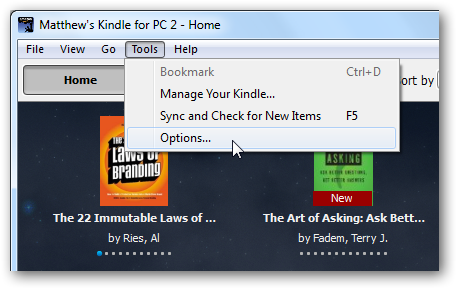 Matthew's Kindle for PC 2 - Home
File View Go Tools Help
Home
ort by
Bookmark Ctrl+D
Manage Your Kindle...
Sync and Check for New Items F5
Options...
Laws of
Branding
ASKING
New
The 22 Immutable Laws of ...
by Ries, Al
The Art of Asking: Ask Bett...
by Fadem, Terry J.